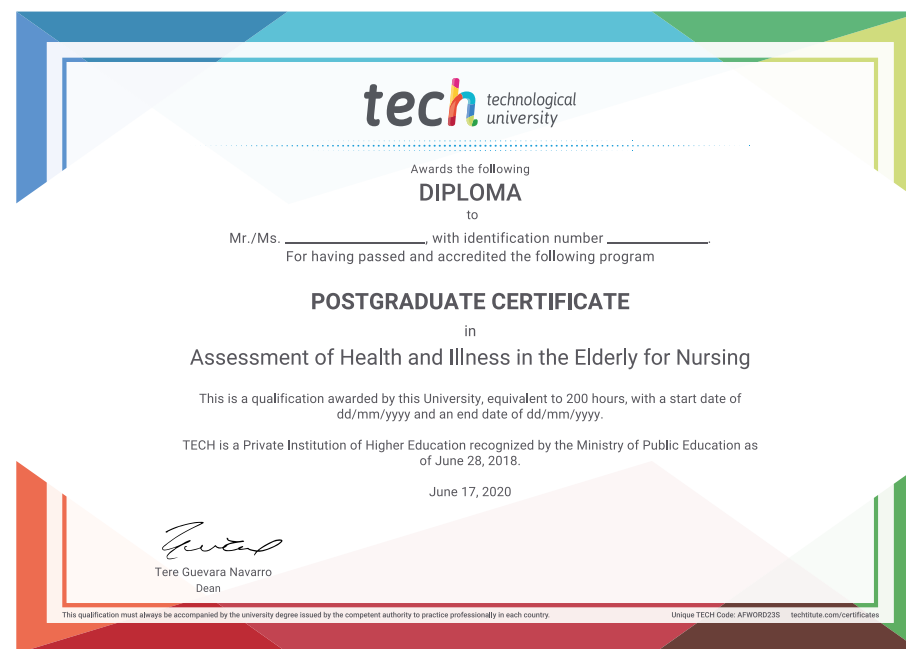 tech technological
university
Awards the following
DIPLOMA
to
Mr./Ms. ____________________, with identification number ______________.
For having passed and accredited the following program
POSTGRADUATE CERTIFICATE
in
Assessment of Health and Illness in the Elderly for Nursing
This is a qualification awarded by this University, equivalent to 200 hours, with a start date of
dd/mm/yyyy and an end date of dd/mm/yyyy.
TECH is a Private Institution of Higher Education recognized by the Ministry of Public Education as
of June 28, 2018.
June 17, 2020
Tere Guevara Navarro
Dean
This qualification must always be accompanied by the university degree issued by the competent authority to practice professionally in each country. Unique TECH Code: AFWORD23S techtitute.com/certificates